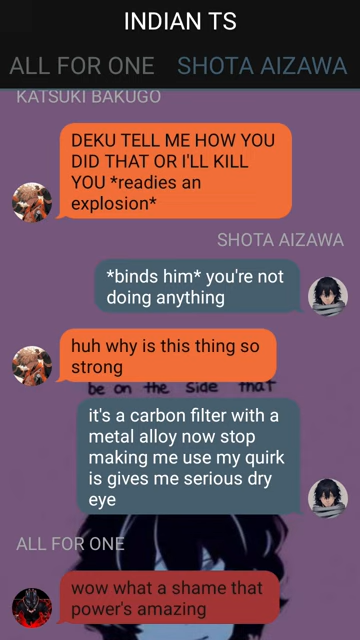 INDIAN TS
ALL FOR ONE SHOTA AIZAWA
KATSUKI BAKUGO
DEKU TELL ME HOW YOU
DID THAT OR I'LL KILL
YOU *readies an
explosion*
SHOTA AIZAWA
*binds him* you're not
doing anything
huh why is this thing so
strong
be on the side that
it's a carbon filter with a
metal alloy now stop
making me use my quirk
is gives me serious dry
eye
ALL FOR ONE
wow what a shame that
power's amazing